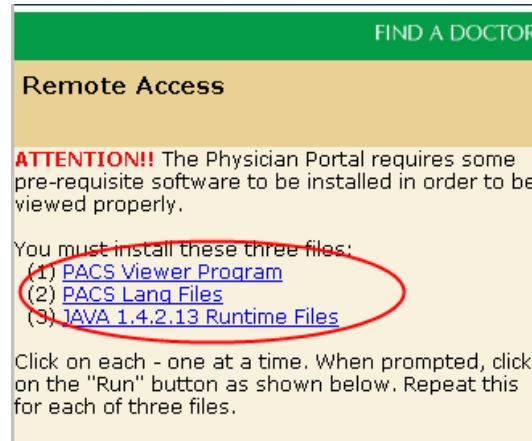 FIND A DOCTOR
Remote Access
ATTENTION!! The Physician Portal requires some
pre-requisite software to be installed in order to be
viewed properly.
You must install these three files:
(1) PACS Viewer Program
(2) PACS Lang Files
(3) JAVA 1.4.2.13 Runtime Files
Click on each - one at a time. When prompted, click
on the "Run" button as shown below. Repeat this
for each of three files.